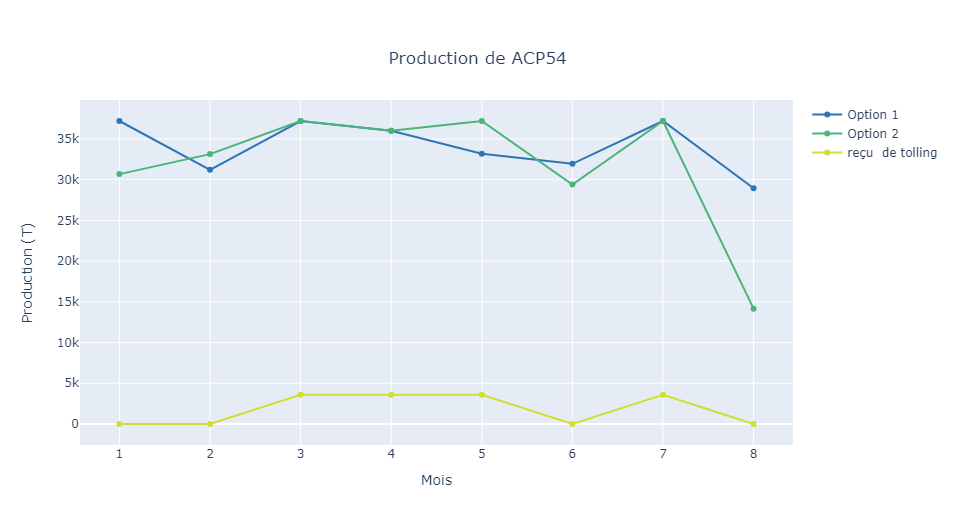 Production de ACP54
Option 1
Option 2
reçu  de tolling
Production (T)
35k
30k
25k
20k
15k
10k
5k
0
1 2 3 4 5 6 7 8
Mois